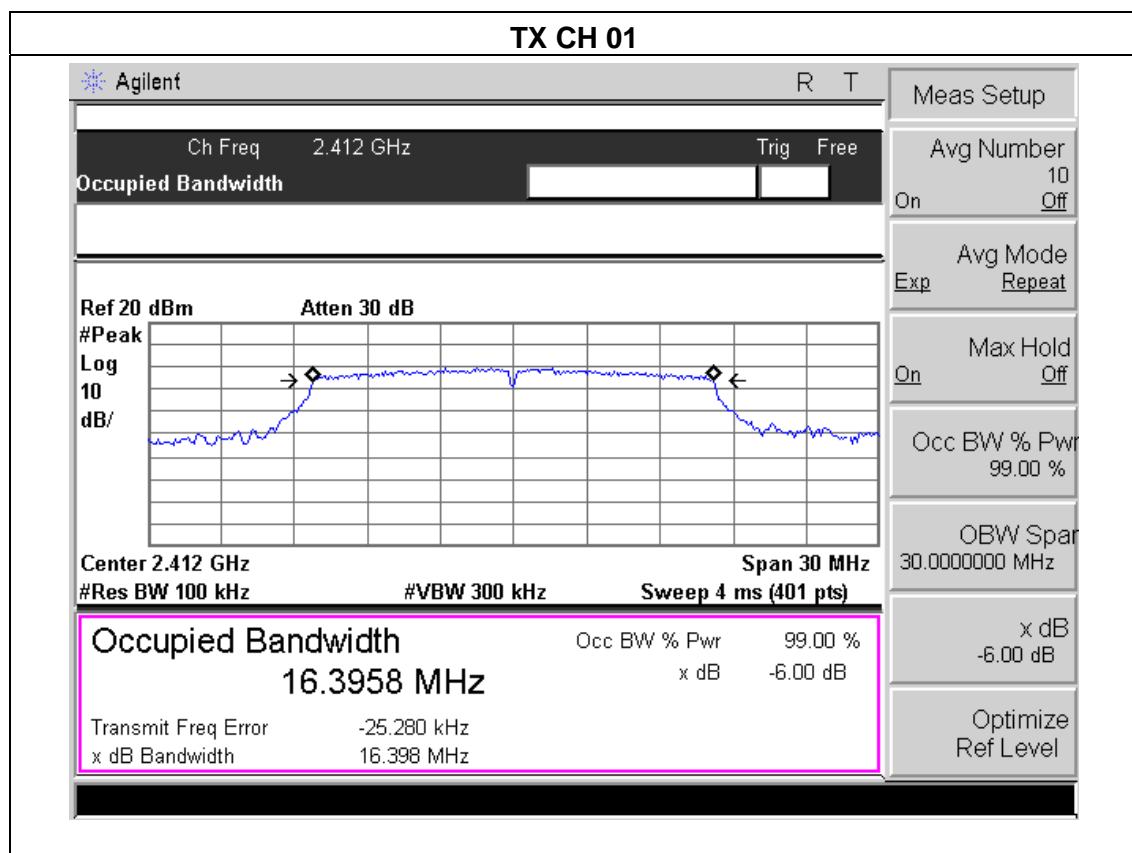 TX CH 01
Agilent
R T
Meas Setup
Ch Freq 2.412 GHz Trig Free
Occupied Bandwidth
Avg Number
10
On Off
Avg Mode
Exp Repeat
Max Hold
On Off
Occ BW % Pwr
99.00 %
OBW Span
30.0000000 MHz
x dB
-6.00 dB
Optimize
Ref Level
Ref 20 dBm Atten 30 dB
#Peak
Log
10
dB/
Center 2.412 GHz Span 30 MHz
#Res BW 100 kHz #VBW 300 kHz Sweep 4 ms (401 pts)
Occupied Bandwidth
16.3958 MHz
Occ BW % Pwr 99.00 %
x dB -6.00 dB
Transmit Freq Error -25.280 kHz
x dB Bandwidth 16.398 MHz